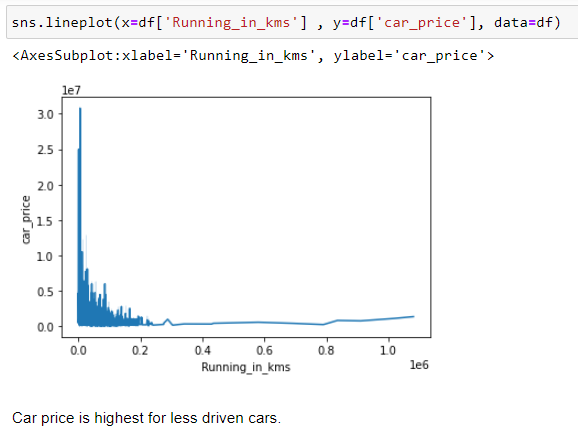 sns.lineplot(x=df['Running_in_kms'] , y=df['car_price'], data=df)
<AxesSubplot:xlabel='Running_in_kms', ylabel='car_price'>
1e7
3.0
2.5
2.0
1.5
1.0
0.5
0.0
car_price
0.0 0.2 0.4 0.6 0.8 1.0
1e6
Running_in_kms
Car price is highest for less driven cars.